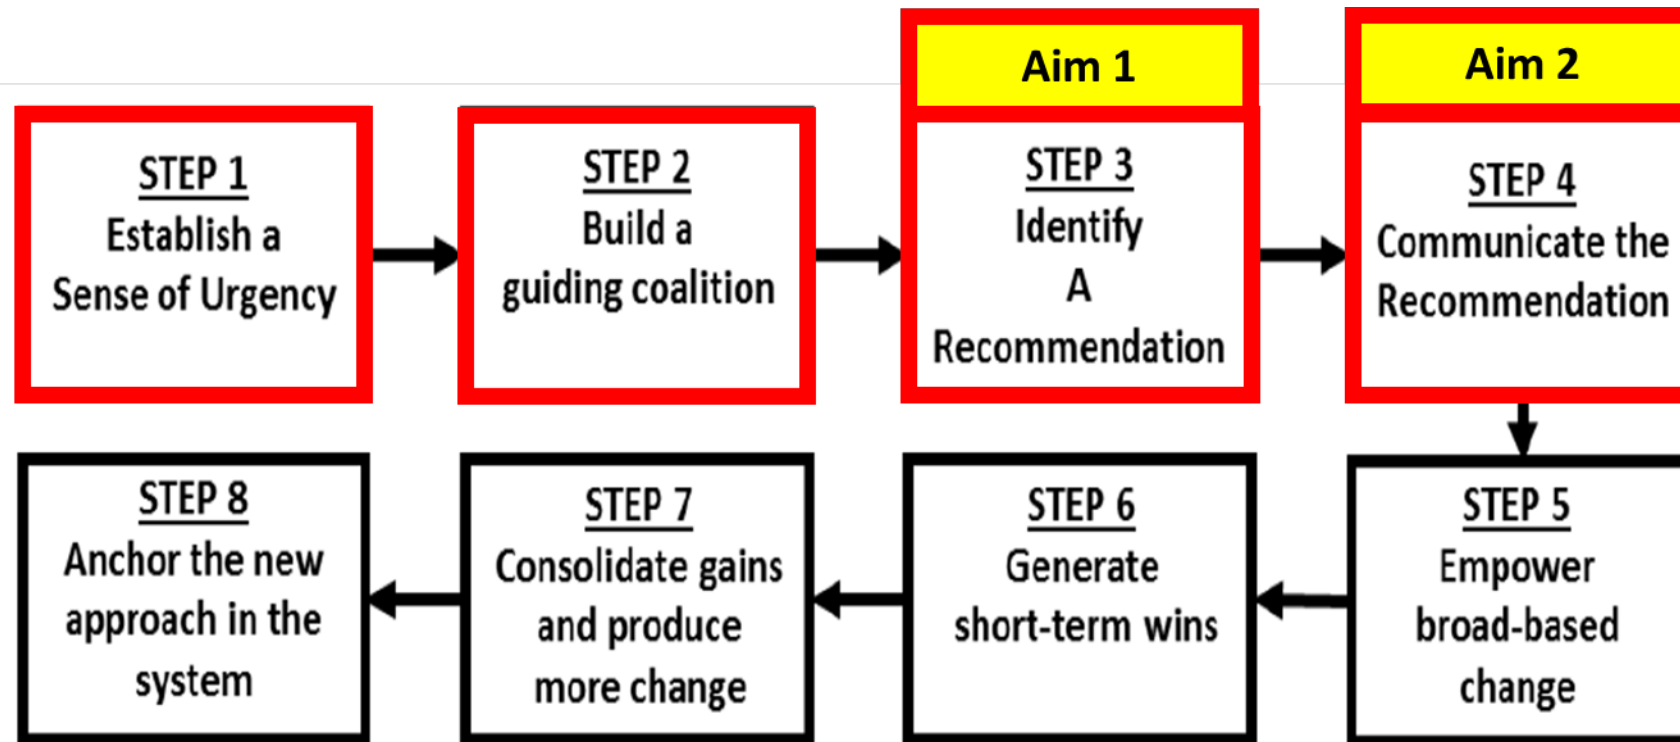 Aim 1
Aim 2
STEP 1
Establish a
Sense of Urgency
STEP 2
Build a
guiding coalition
STEP 3
Identify
A
Recommendation
STEP 4
Communicate the
Recommendation
STEP 5
Empower
broad-based
change
STEP 6
Generate
short-term wins
STEP 7
Consolidate gains
and produce
more change
STEP 8
Anchor the new
approach in the
system